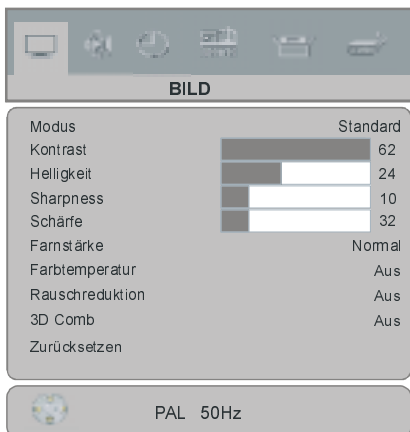 BILD
Modus Standard
Kontrast 62
Helligkeit 24
Sharpness 10
Schärfe 32
Farnstärke Normal
Farbtemperatur Aus
Rauschreduktion Aus
3D Comb Aus
Zurücksetzen
PAL 50Hz